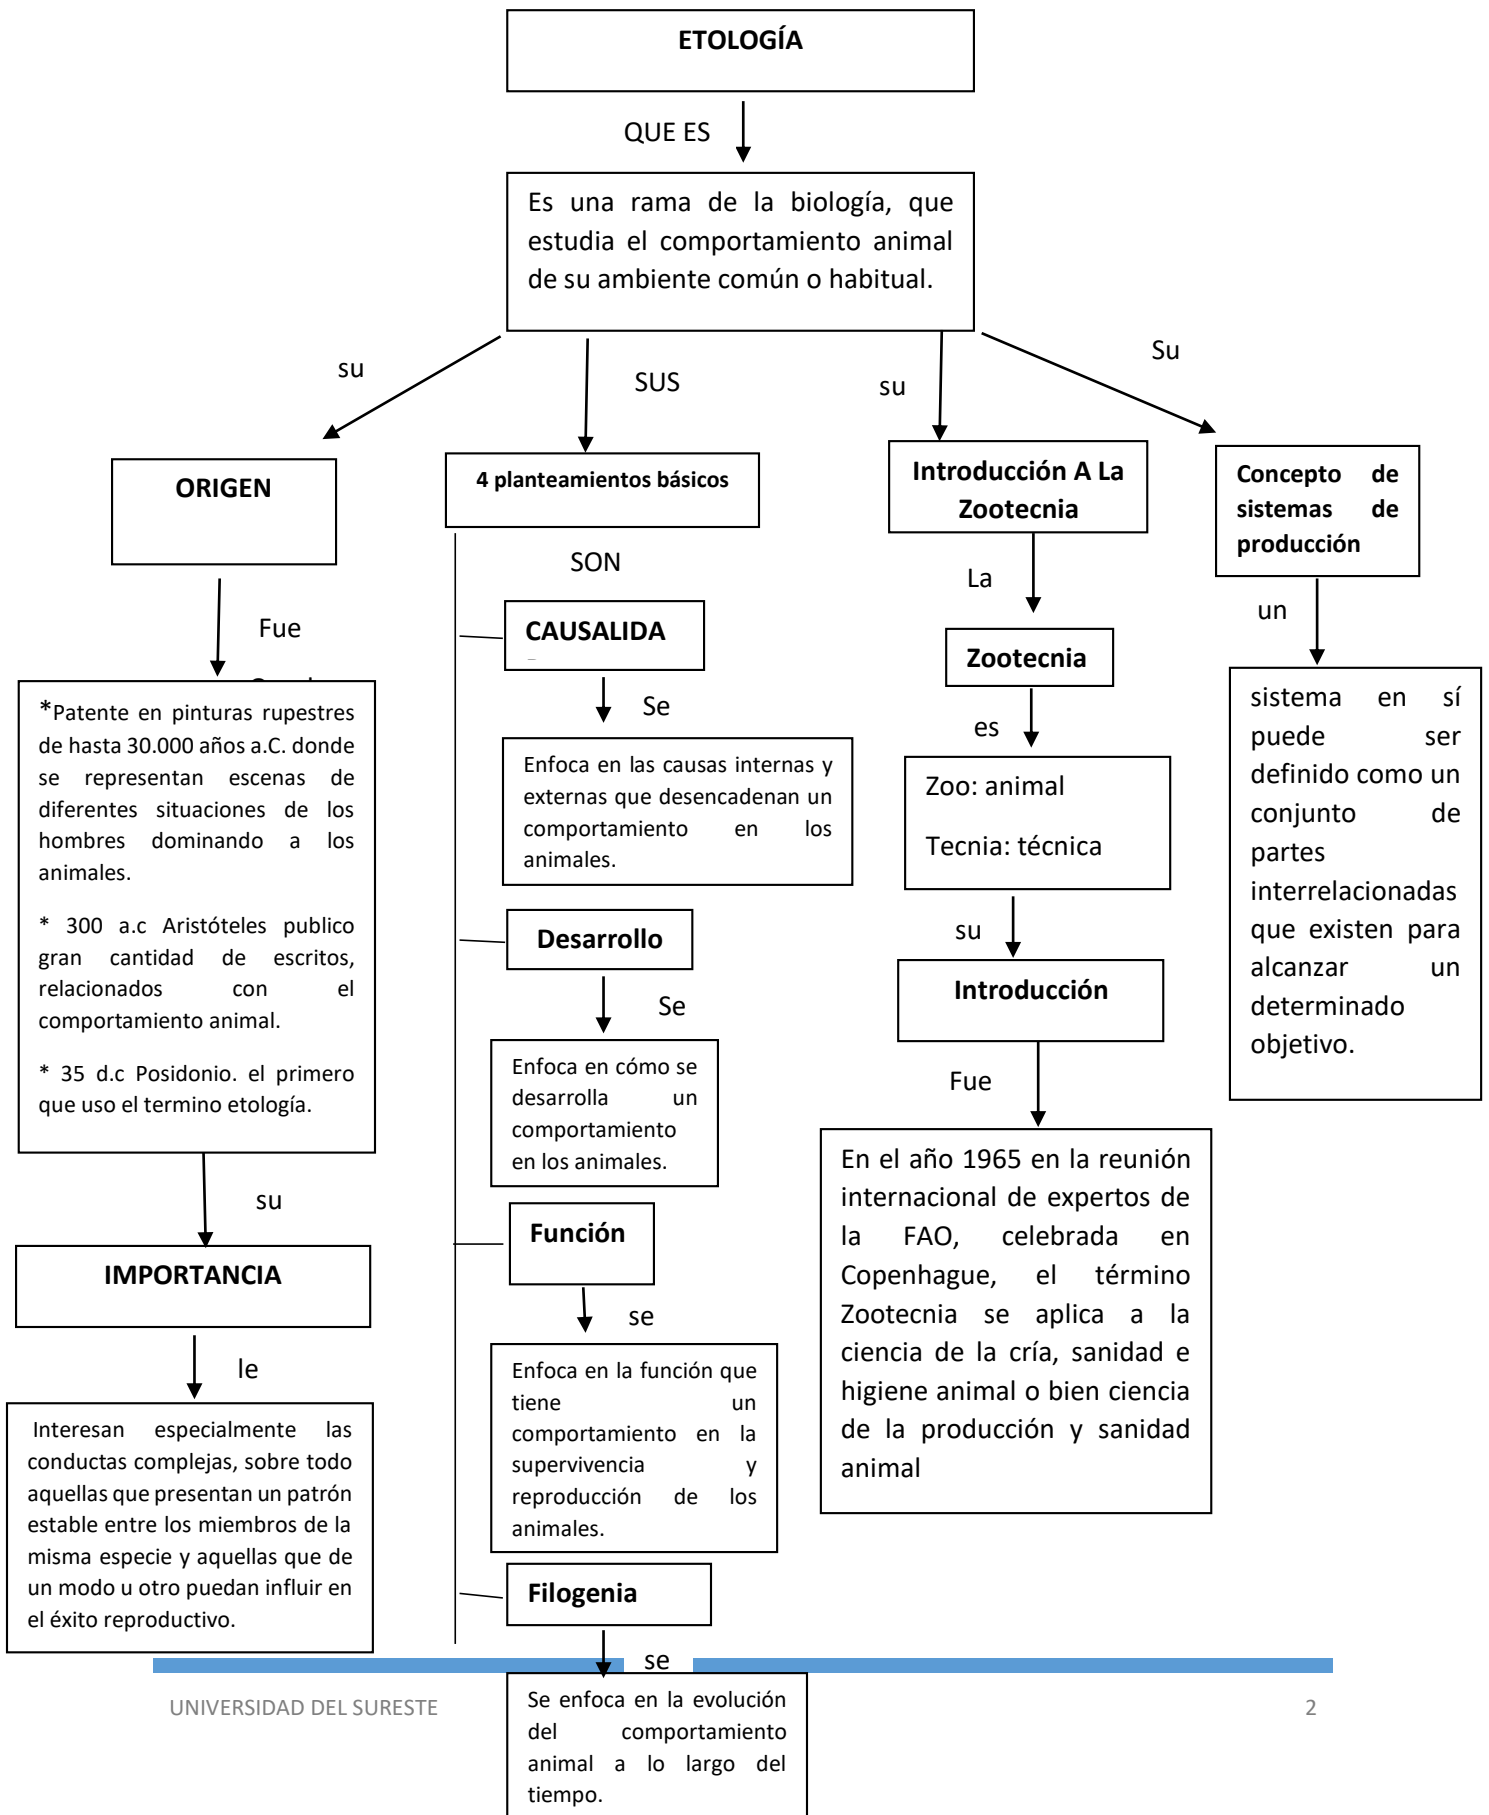 ETOLOGÍA
QUE ES
Es una rama de la biología, que
estudia el comportamiento animal
de su ambiente común o habitual.
su
SUS
su
Su
ORIGEN
Fue
*Patente en pinturas rupestres
de hasta 30.000 años a.C. donde
se representan escenas de
diferentes situaciones de los
hombres dominando a los
animales.
* 300 a.c Aristóteles publico
gran cantidad de escritos,
relacionados con el
comportamiento animal.
* 35 d.c Posidonio. el primero
que uso el termino etología.
su
IMPORTANCIA
le
Interesan especialmente las
conductas complejas, sobre todo
aquellas que presentan un patrón
estable entre los miembros de la
misma especie y aquellas que de
un modo u otro puedan influir en
el éxito reproductivo.
4 planteamientos básicos
SON
CAUSALIDA
Se
Enfoca en las causas internas y
externas que desencadenan un
comportamiento en los
animales.
Desarrollo
Se
Enfoca en cómo se
desarrolla un
comportamiento
en los animales.
Función
se
Enfoca en la función que
tiene un
comportamiento en la
supervivencia y
reproducción de los
animales.
Filogenia
se
Se enfoca en la evolución
del comportamiento
animal a lo largo del
tiempo.
Introducción A La
Zootecnia
La
Zootecnia
es
Zoo: animal
Tecnia: técnica
su
Introducción
Fue
En el año 1965 en la reunión
internacional de expertos de
la FAO, celebrada en
Copenhague, el término
Zootecnia se aplica a la
ciencia de la cría, sanidad e
higiene animal o bien ciencia
de la producción y sanidad
animal
Concepto de
sistemas de
producción
un
sistema en sí
puede ser
definido como un
conjunto de
partes
interrelacionadas
que existen para
alcanzar un
determinado
objetivo.
UNIVERSIDAD DEL SURESTE
2